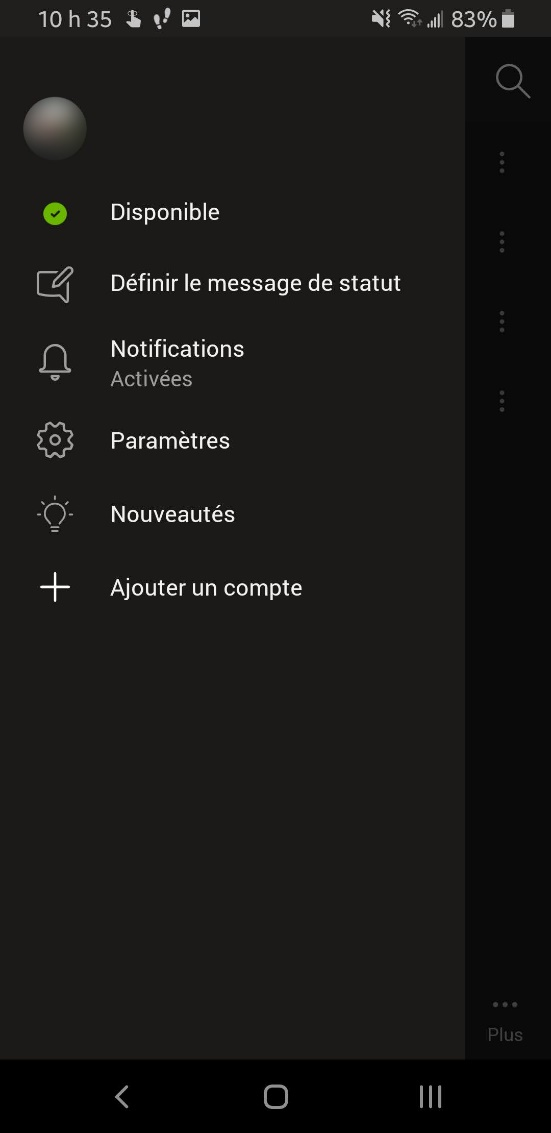 10 h 35
83%
Disponible
Définir le message de statut
Notifications
Activées
Paramètres
Nouveautés
Ajouter un compte
Plus